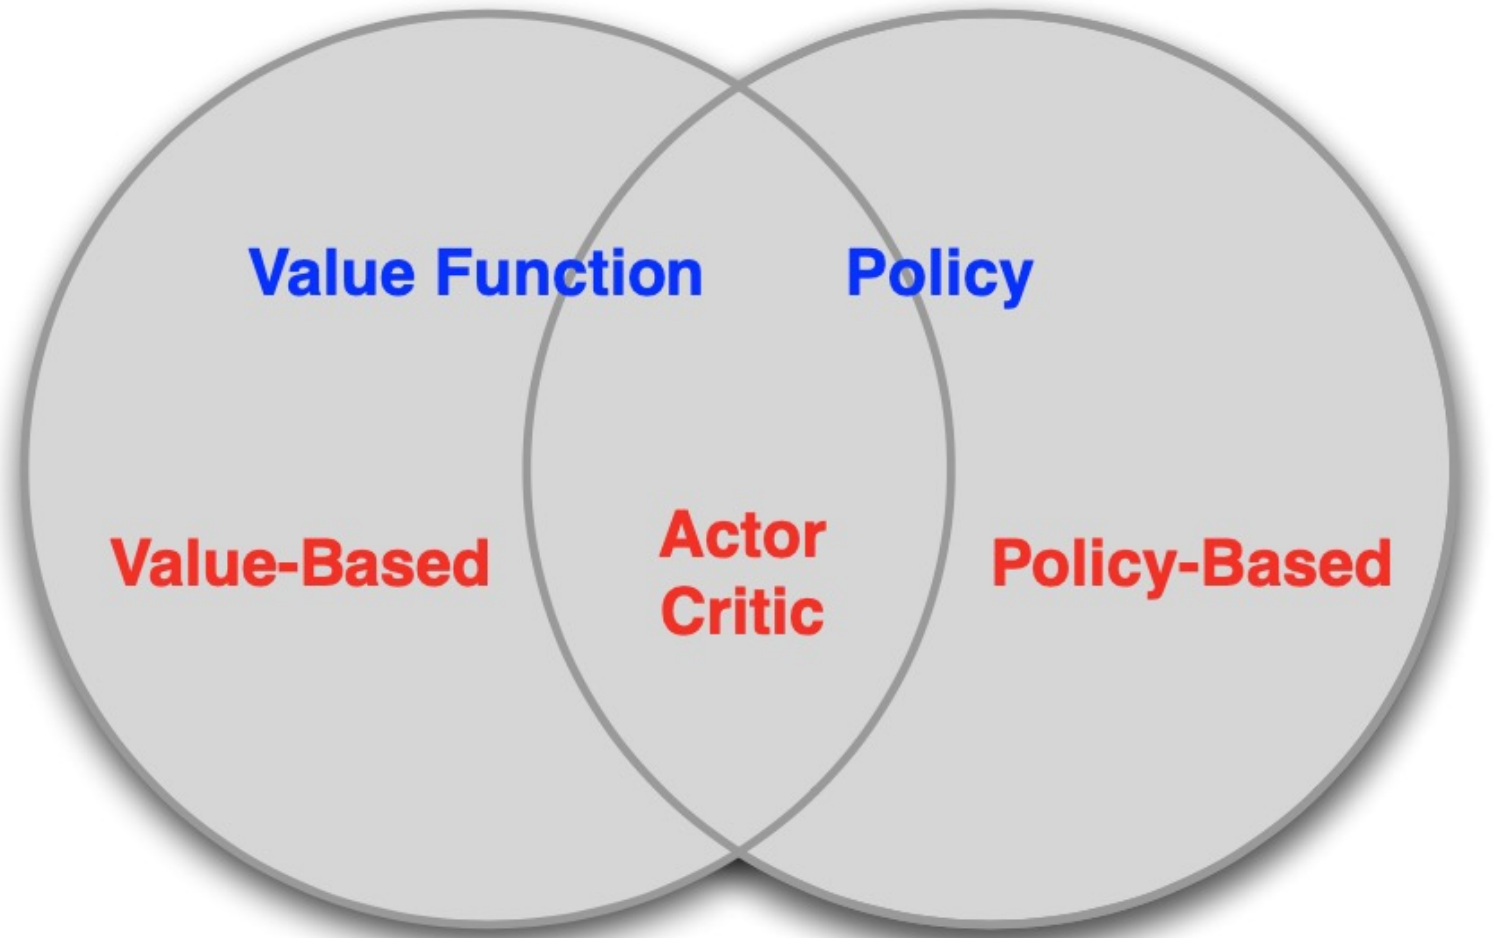 Value Function
Policy
Value-Based
Actor
Critic
Policy-Based